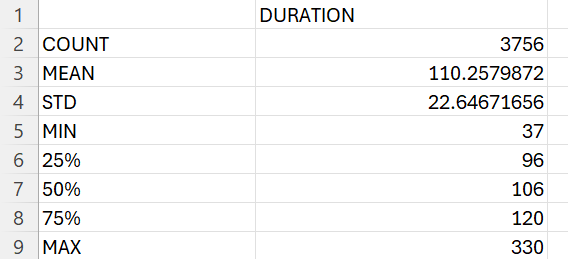 1 DURATION
2 COUNT 3756
3 MEAN 110.2579872
4 STD 22.64671656
5 MIN 37
6 25% 96
7 50% 106
8 75% 120
9 MAX 330